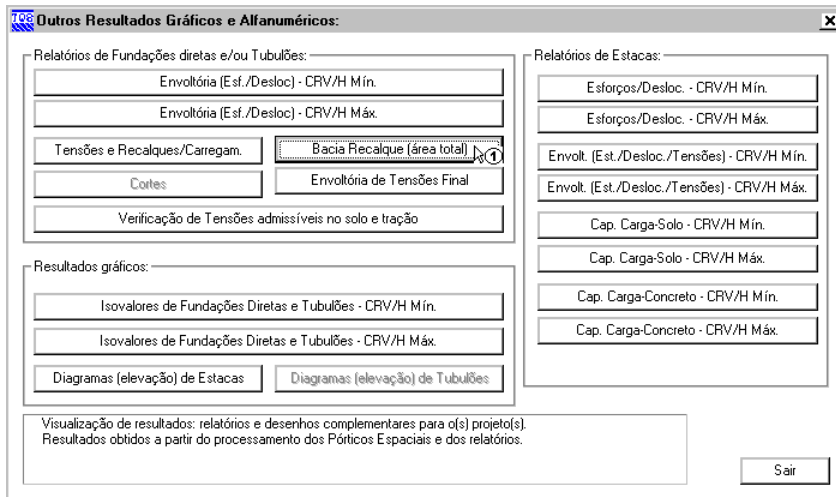 TQS Outros Resultados Gráficos e Alfanuméricos:
Relatórios de Fundações diretas e/ou Tubulões:
Envoltória (Esf./Desloc) - CRV/H Mín.
Envoltória (Esf./Desloc) - CRV/H Máx.
Tensões e Recalques/Carregam.
Bacia Recalque (área total)
1
Cortes
Envoltória de Tensões Final
Verificação de Tensões admissíveis no solo e tração
Resultados gráficos:
Isovalores de Fundações Diretas e Tubulões - CRV/H Mín.
Isovalores de Fundações Diretas e Tubulões - CRV/H Máx.
Diagramas (elevação) de Estacas
Diagramas (elevação) de Tubulões
Relatórios de Estacas:
Esforços/Desloc. - CRV/H Mín.
Esforços/Desloc. - CRV/H Máx.
Envolt. (Est./Desloc./Tensões) - CRV/H Mín.
Envolt. (Est./Desloc./Tensões) - CRV/H Máx.
Cap. Carga-Solo - CRV/H Mín.
Cap. Carga-Solo - CRV/H Máx.
Cap. Carga-Concreto - CRV/H Mín.
Cap. Carga-Concreto - CRV/H Máx.
Visualização de resultados: relatórios e desenhos complementares para o(s) projeto(s).
Resultados obtidos a partir do processamento dos Pórticos Espaciais e dos relatórios.
Sair